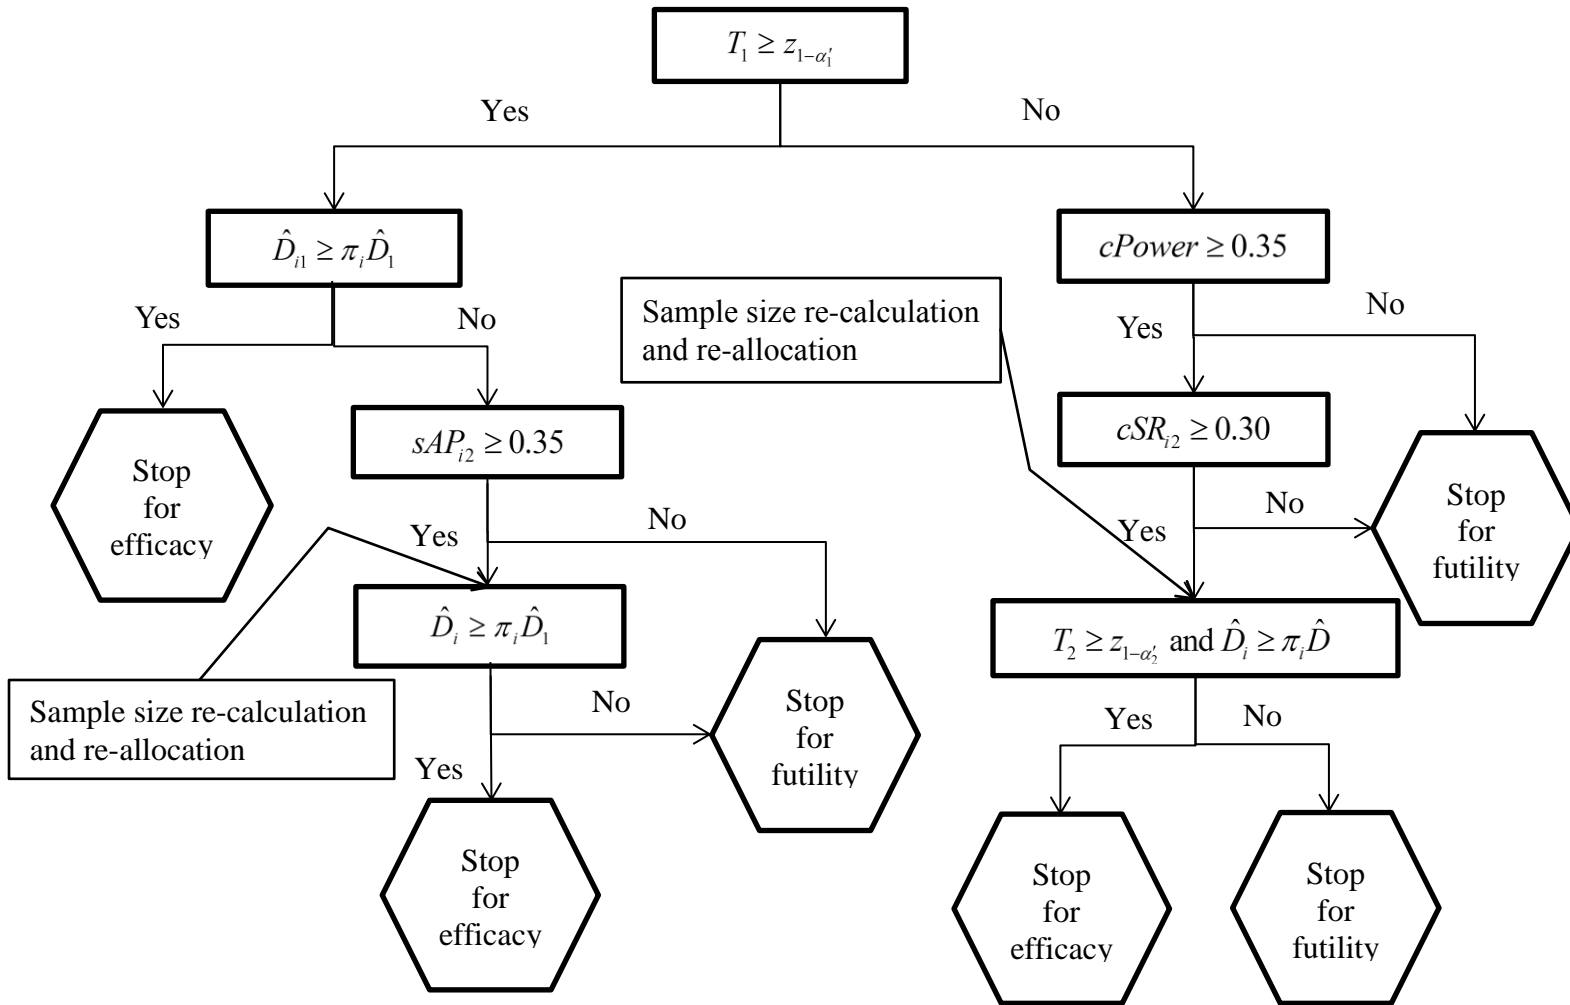 T₁ ≥ z₁₋α₁′
Yes
No
D̂ᵢ₁ ≥ πᵢD̂₁
cPower ≥ 0.35
Yes
No
Sample size re-calculation
and re-allocation
Yes
No
sAPᵢ₂ ≥ 0.35
cSRᵢ₂ ≥ 0.30
Stop
for
efficacy
Stop
for
futility
Yes
No
Yes
No
D̂ᵢ ≥ πᵢD̂₁
T₂ ≥ z₁₋α₂′ and D̂ᵢ ≥ πᵢD̂
Sample size re-calculation
and re-allocation
No
Yes
Stop
for
futility
Yes
No
Stop
for
efficacy
Stop
for
efficacy
Stop
for
futility